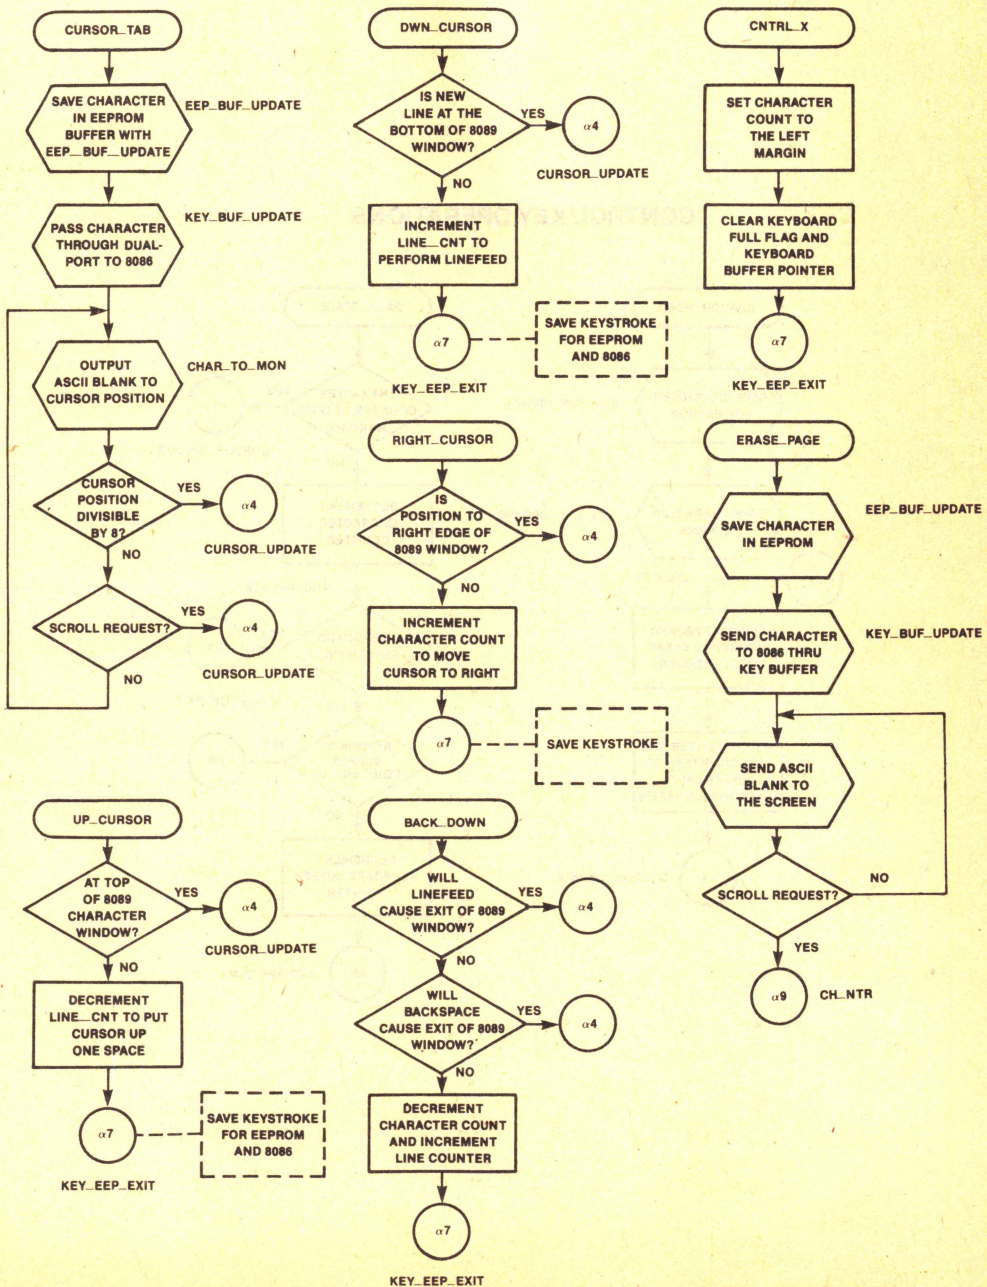 CURSOR_TAB
SAVE CHARACTER
IN EEPROM
BUFFER WITH
EEP_BUF_UPDATE
EEP_BUF_UPDATE
PASS CHARACTER
THROUGH DUAL-
PORT TO 8086
KEY_BUF_UPDATE
OUTPUT
ASCII BLANK TO
CURSOR POSITION
CHAR_TO_MON
CURSOR
POSITION
DIVISIBLE
BY 8?
YES
α4
CURSOR_UPDATE
NO
SCROLL REQUEST?
YES
α4
CURSOR_UPDATE
NO
UP_CURSOR
AT TOP
OF 8089
CHARACTER
WINDOW?
YES
α4
CURSOR_UPDATE
NO
DECREMENT
LINE_CNT TO PUT
CURSOR UP
ONE SPACE
α7
KEY_EEP_EXIT
SAVE KEYSTROKE
FOR EEPROM
AND 8086
DWN_CURSOR
IS NEW
LINE AT THE
BOTTOM OF 8089
WINDOW?
YES
α4
CURSOR_UPDATE
NO
INCREMENT
LINE_CNT TO
PERFORM LINEFEED
α7
KEY_EEP_EXIT
SAVE KEYSTROKE
FOR EEPROM
AND 8086
RIGHT_CURSOR
IS
POSITION TO
RIGHT EDGE OF
8089 WINDOW?
YES
α4
NO
INCREMENT
CHARACTER COUNT
TO MOVE
CURSOR TO RIGHT
α7
SAVE KEYSTROKE
BACK_DOWN
WILL
LINEFEED
CAUSE EXIT OF 8089
WINDOW?
YES
α4
NO
WILL
BACKSPACE
CAUSE EXIT OF 8089
WINDOW?
YES
α4
NO
DECREMENT
CHARACTER COUNT
AND INCREMENT
LINE COUNTER
α7
KEY_EEP_EXIT
CNTRL_X
SET CHARACTER
COUNT TO
THE LEFT
MARGIN
CLEAR KEYBOARD
FULL FLAG AND
KEYBOARD
BUFFER POINTER
α7
KEY_EEP_EXIT
ERASE_PAGE
SAVE CHARACTER
IN EEPROM
EEP_BUF_UPDATE
SEND CHARACTER
TO 8086 THRU
KEY BUFFER
KEY_BUF_UPDATE
SEND ASCII
BLANK TO
THE SCREEN
SCROLL REQUEST?
NO
YES
α9
CH_NTR